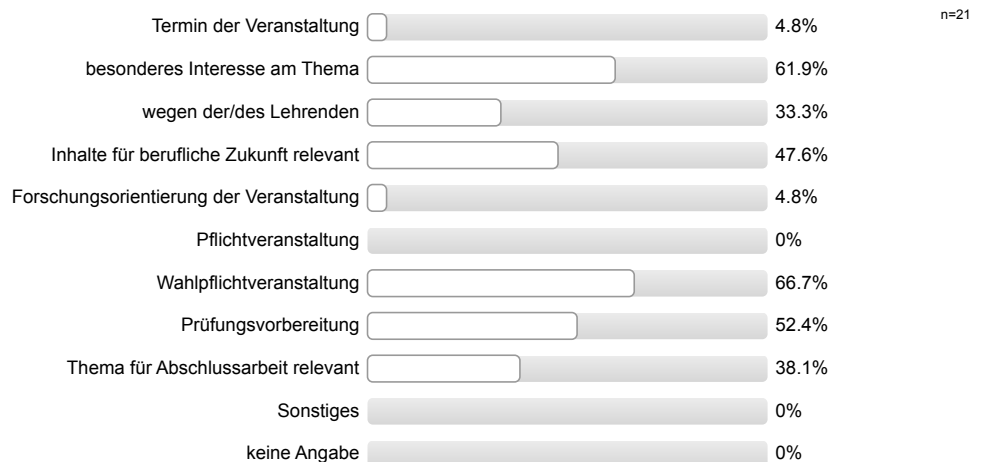 n=21
Termin der Veranstaltung 4.8%
besonderes Interesse am Thema 61.9%
wegen der/des Lehrenden 33.3%
Inhalte für berufliche Zukunft relevant 47.6%
Forschungsorientierung der Veranstaltung 4.8%
Pflichtveranstaltung 0%
Wahlpflichtveranstaltung 66.7%
Prüfungsvorbereitung 52.4%
Thema für Abschlussarbeit relevant 38.1%
Sonstiges 0%
keine Angabe 0%